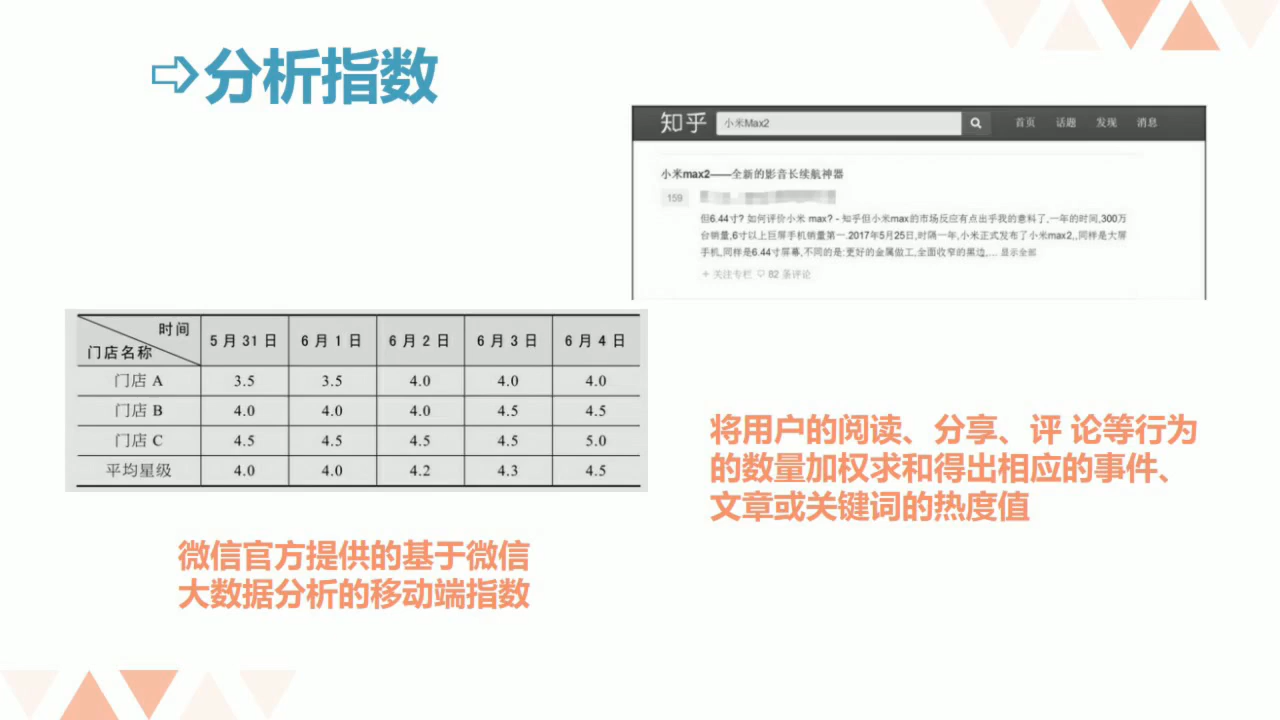 分析指数
知乎 小米Max2 首页 话题 发现 消息
小米max2——全新的影音长续航神器
159
但6.44寸? 如何评价小米 max? - 知乎但小米max的市场反应有点出乎我的意料了,一年的时间,300万
台销量,6寸以上巨屏手机销量第一.2017年5月25日,时隔一年,小米正式发布了小米max2,,同样是大屏
手机,同样是6.44寸屏幕,不同的是:更好的金属做工,全面收窄的黑边,... 显示全部
+ 关注专栏 82 条评论
时间
门店名称 5月31日 6月1日 6月2日 6月3日 6月4日
门店 A 3.5 3.5 4.0 4.0 4.0
门店 B 4.0 4.0 4.0 4.5 4.5
门店 C 4.5 4.5 4.5 4.5 5.0
平均星级 4.0 4.0 4.2 4.3 4.5
将用户的阅读、分享、评 论等行为
的数量加权求和得出相应的事件、
文章或关键词的热度值
微信官方提供的基于微信
大数据分析的移动端指数